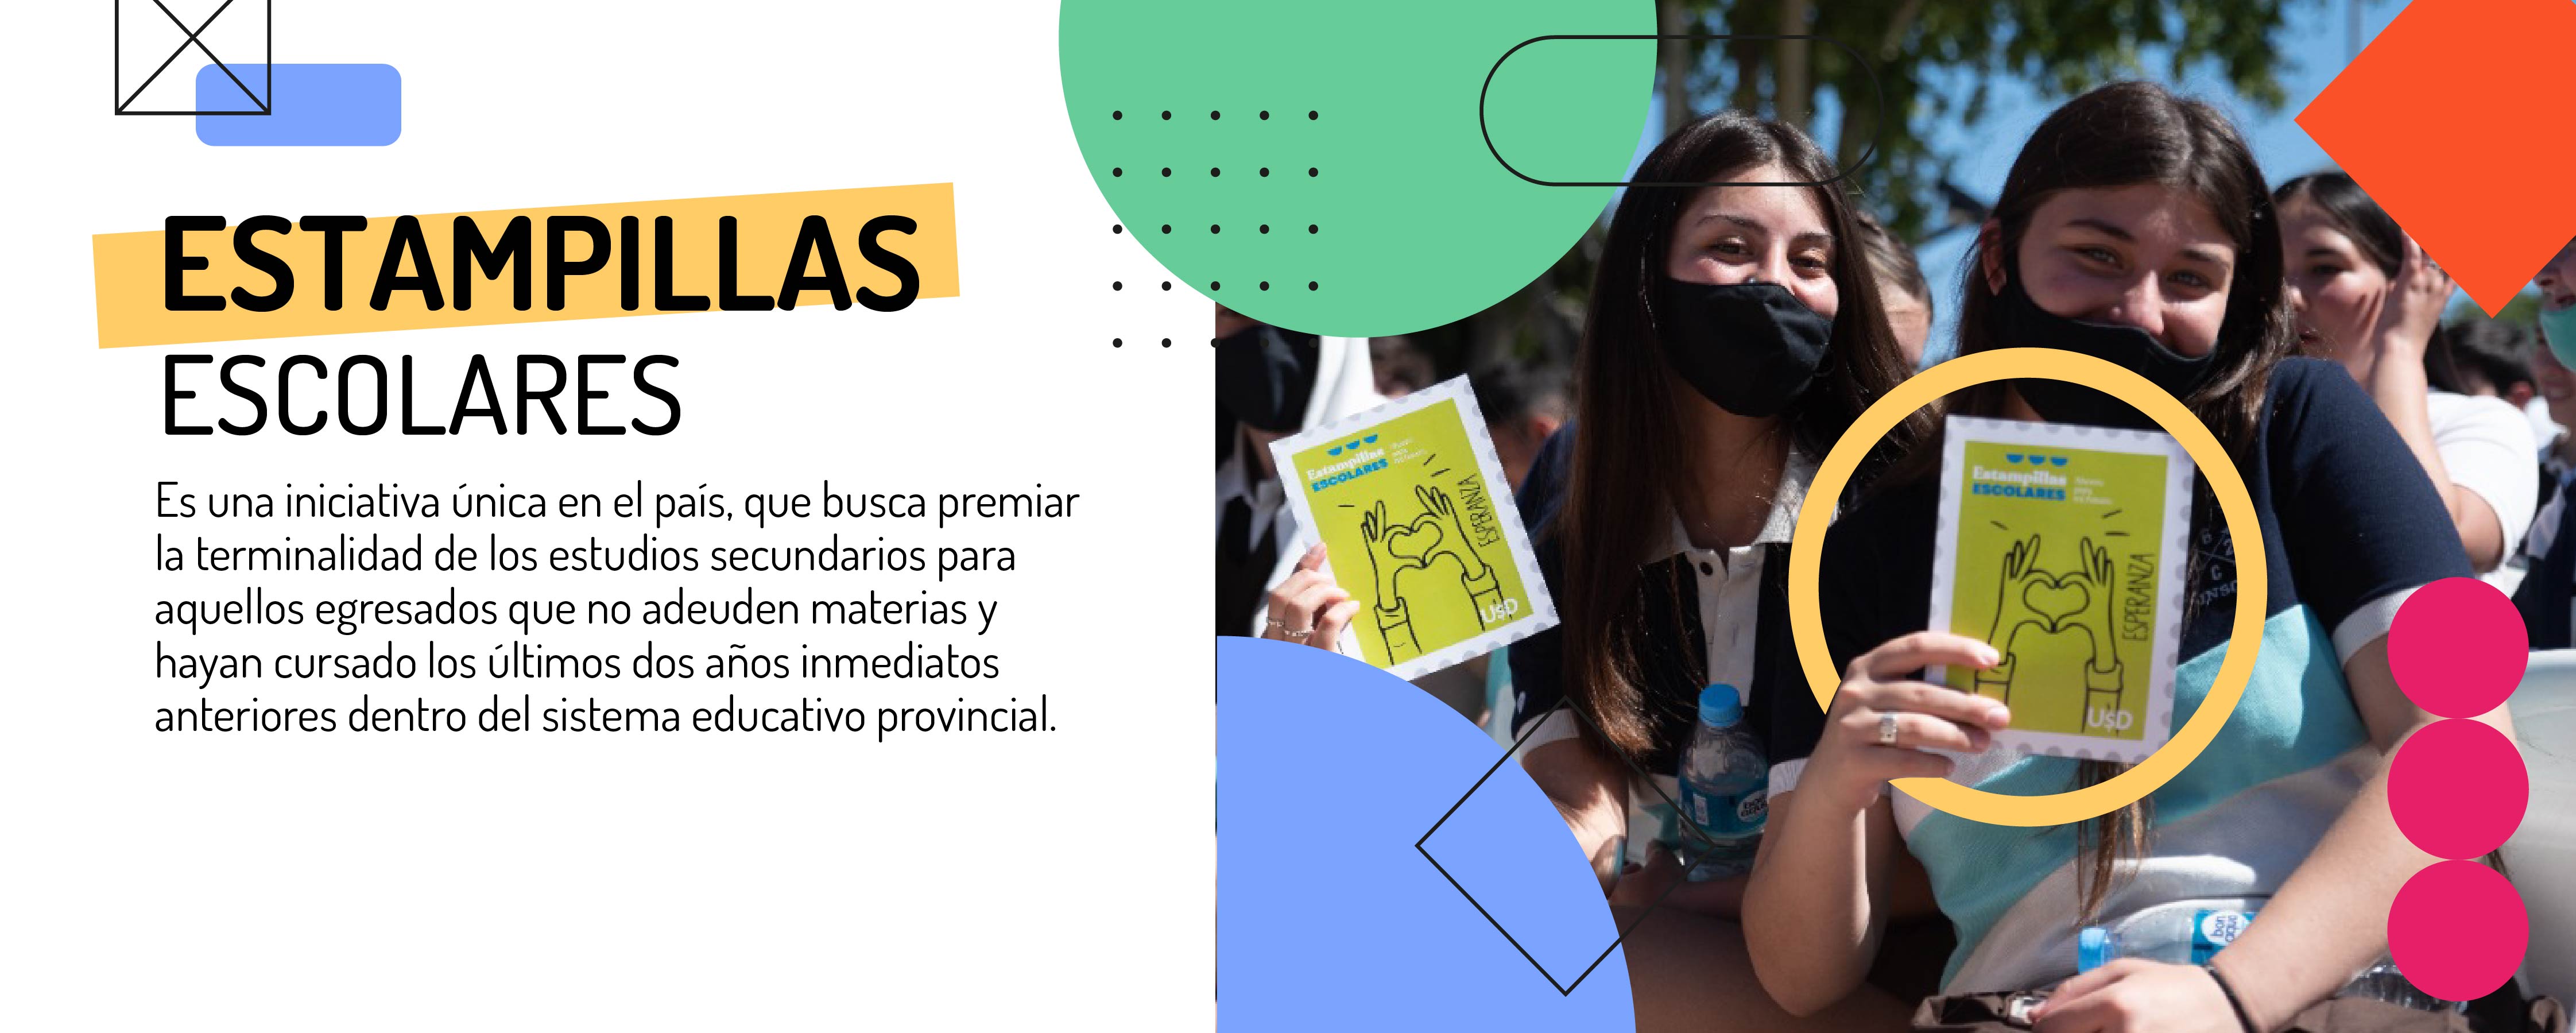 ESTAMPILLAS
ESCOLARES
Es una iniciativa única en el país, que busca premiar
la terminalidad de los estudios secundarios para
aquellos egresados que no adeuden materias y
hayan cursado los últimos dos años inmediatos
anteriores dentro del sistema educativo provincial.
Estampillas
ESCOLARES
ESPERANZA
U$D
Estampillas
ESCOLARES
ESPERANZA
U$D
bon